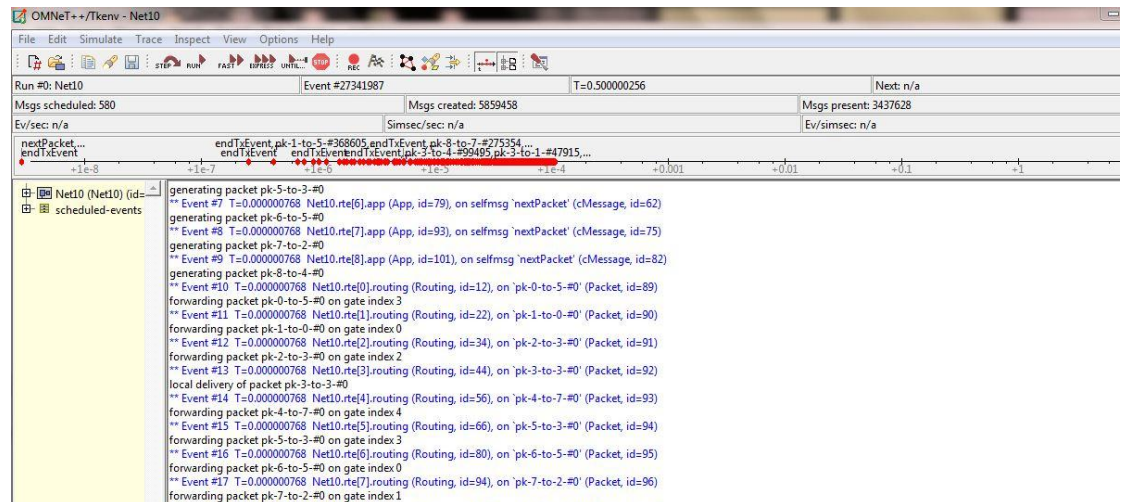 OMNeT++/Tkenv - Net10
File Edit Simulate Trace Inspect View Options Help
STEP RUN FAST EXPRESS UNTIL... STOP REC
Run #0: Net10 Event #27341987 T=0.500000256 Next: n/a
Msgs scheduled: 580 Msgs created: 5859458 Msgs present: 3437628
Ev/sec: n/a Simsec/sec: n/a Ev/simsec: n/a
nextPacket,... endTxEvent,pk-1-to-5-#368605,endTxEvent,pk-8-to-7-#275354,...
endTxEvent endTxEvent endTxEventendTxEvent,pk-3-to-4-#99495,pk-3-to-1-#47915,...
+1e-8 +1e-7 +1e-6 +1e-5 +1e-4 +0.001 +0.01 +0.1 +1
Net10 (Net10) (id=
scheduled-events
generating packet pk-5-to-3-#0
** Event #7 T=0.000000768 Net10.rte[6].app (App, id=79), on selfmsg `nextPacket' (cMessage, id=62)
generating packet pk-6-to-5-#0
** Event #8 T=0.000000768 Net10.rte[7].app (App, id=93), on selfmsg `nextPacket' (cMessage, id=75)
generating packet pk-7-to-2-#0
** Event #9 T=0.000000768 Net10.rte[8].app (App, id=101), on selfmsg `nextPacket' (cMessage, id=82)
generating packet pk-8-to-4-#0
** Event #10 T=0.000000768 Net10.rte[0].routing (Routing, id=12), on `pk-0-to-5-#0' (Packet, id=89)
forwarding packet pk-0-to-5-#0 on gate index 3
** Event #11 T=0.000000768 Net10.rte[1].routing (Routing, id=22), on `pk-1-to-0-#0' (Packet, id=90)
forwarding packet pk-1-to-0-#0 on gate index 0
** Event #12 T=0.000000768 Net10.rte[2].routing (Routing, id=34), on `pk-2-to-3-#0' (Packet, id=91)
forwarding packet pk-2-to-3-#0 on gate index 2
** Event #13 T=0.000000768 Net10.rte[3].routing (Routing, id=44), on `pk-3-to-3-#0' (Packet, id=92)
local delivery of packet pk-3-to-3-#0
** Event #14 T=0.000000768 Net10.rte[4].routing (Routing, id=56), on `pk-4-to-7-#0' (Packet, id=93)
forwarding packet pk-4-to-7-#0 on gate index 4
** Event #15 T=0.000000768 Net10.rte[5].routing (Routing, id=66), on `pk-5-to-3-#0' (Packet, id=94)
forwarding packet pk-5-to-3-#0 on gate index 3
** Event #16 T=0.000000768 Net10.rte[6].routing (Routing, id=80), on `pk-6-to-5-#0' (Packet, id=95)
forwarding packet pk-6-to-5-#0 on gate index 0
** Event #17 T=0.000000768 Net10.rte[7].routing (Routing, id=94), on `pk-7-to-2-#0' (Packet, id=96)
forwarding packet pk-7-to-2-#0 on gate index 1